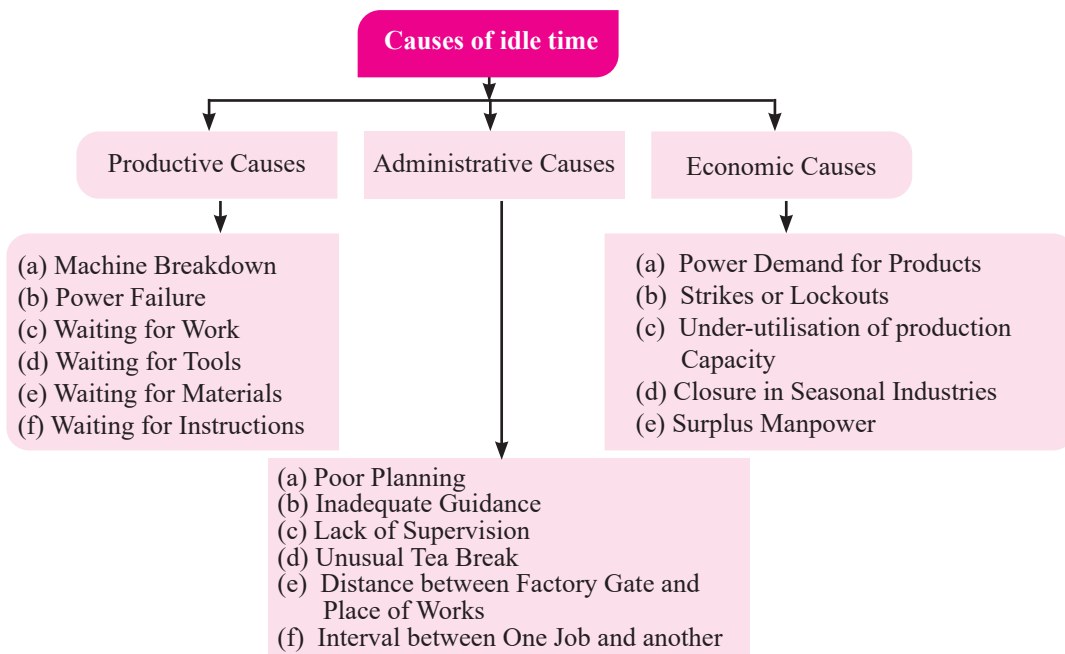 Causes of idle time
Productive Causes
Administrative Causes
Economic Causes
(a) Machine Breakdown
(b) Power Failure
(c) Waiting for Work
(d) Waiting for Tools
(e) Waiting for Materials
(f) Waiting for Instructions
(a) Power Demand for Products
(b) Strikes or Lockouts
(c) Under-utilisation of production
Capacity
(d) Closure in Seasonal Industries
(e) Surplus Manpower
(a) Poor Planning
(b) Inadequate Guidance
(c) Lack of Supervision
(d) Unusual Tea Break
(e) Distance between Factory Gate and
Place of Works
(f) Interval between One Job and another